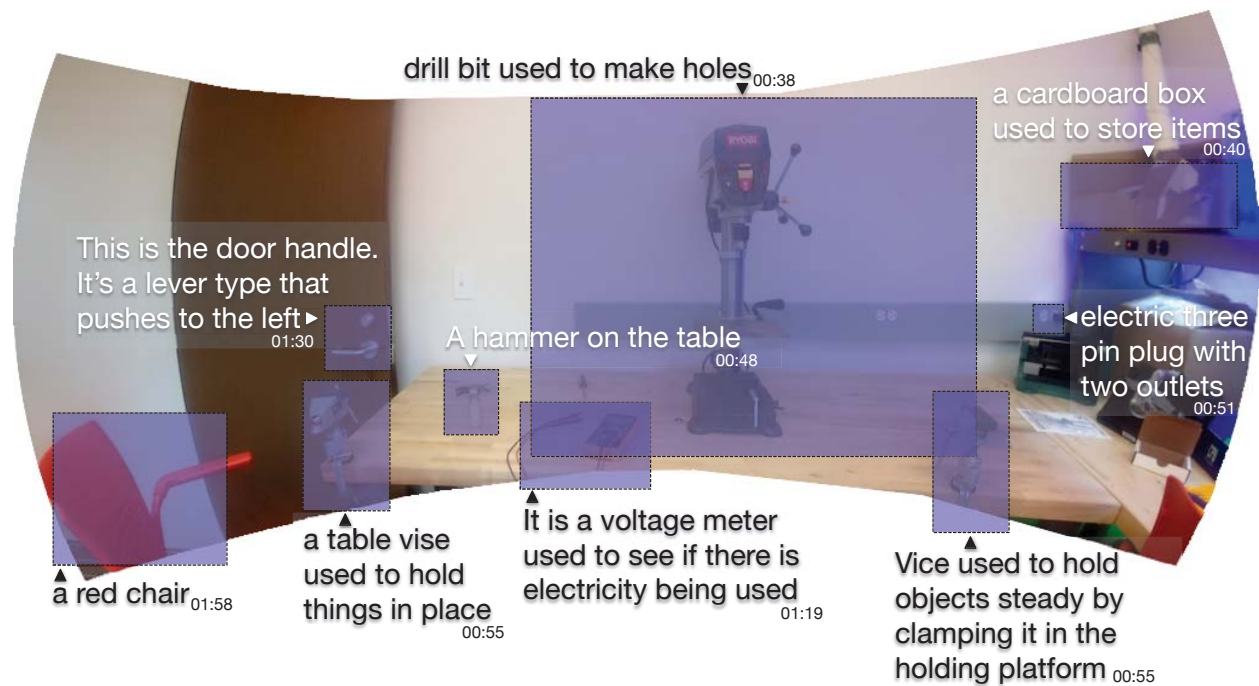 drill bit used to make holes
00:38
a cardboard box
used to store items
00:40
RYOBI
This is the door handle.
It's a lever type that
pushes to the left
01:30
A hammer on the table
00:48
electric three
pin plug with
two outlets
00:51
a red chair
01:58
a table vise
used to hold
things in place
00:55
It is a voltage meter
used to see if there is
electricity being used
01:19
Vice used to hold
objects steady by
clamping it in the
holding platform
00:55